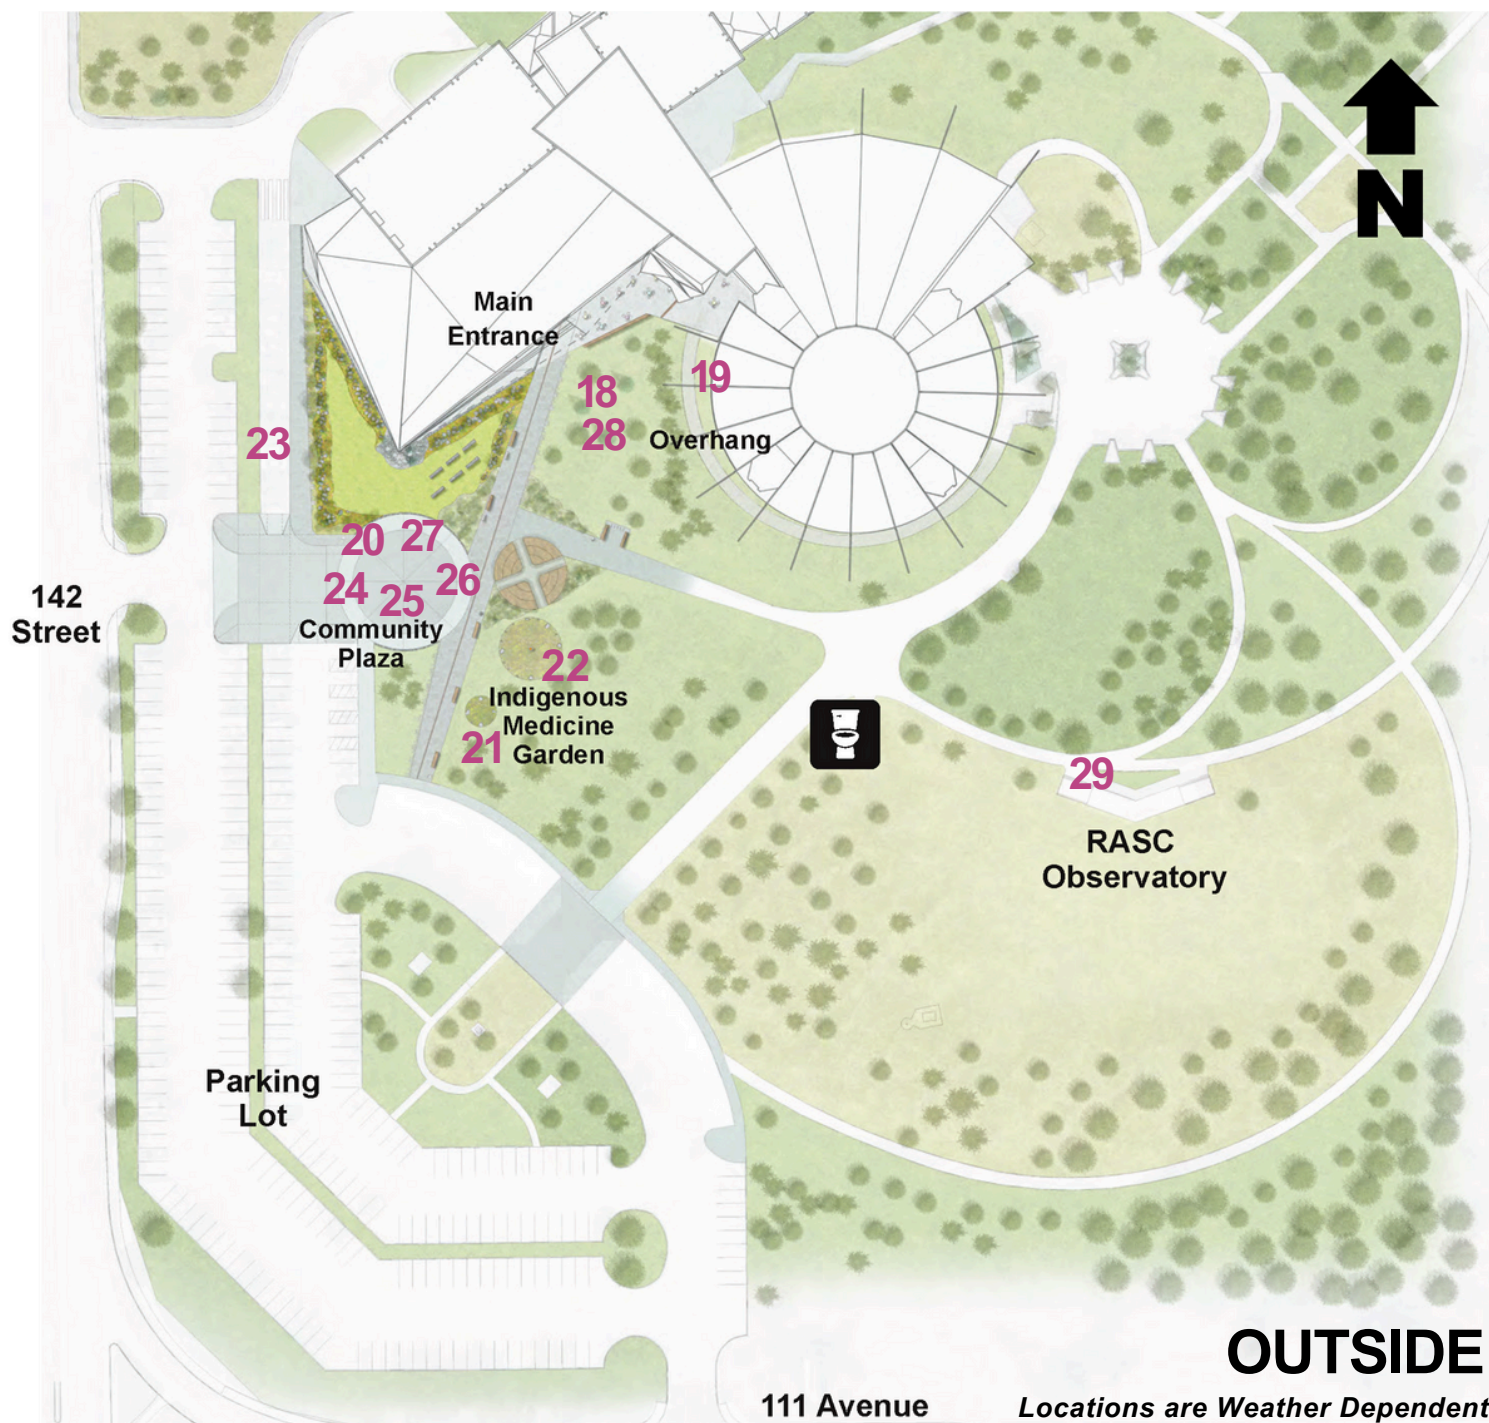 N
Main
Entrance
18
19
28
Overhang
23
20
27
24
25
26
142
Street
Community
Plaza
22
Indigenous
Medicine
Garden
21
29
RASC
Observatory
Parking
Lot
OUTSIDE
111 Avenue
Locations are Weather Dependent